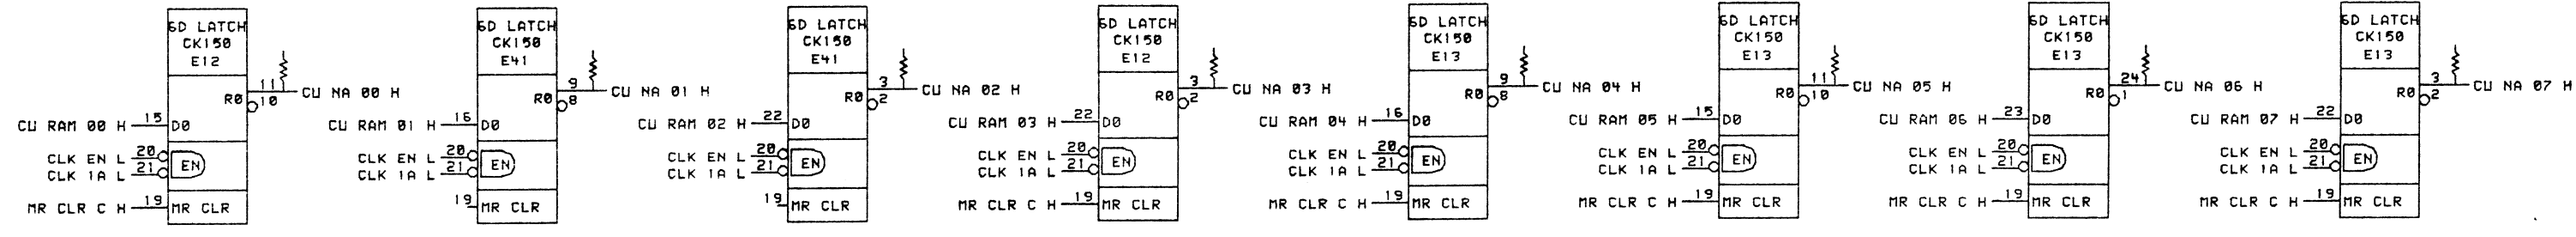 6D LATCH
CK150
E12
11
R0
10
CU NA 00 H
CU RAM 00 H
15
D0
CLK EN L
20
CLK 1A L
21
EN
MR CLR C H
19
MR CLR
6D LATCH
CK150
E41
9
R0
8
CU NA 01 H
CU RAM 01 H
16
D0
CLK EN L
20
CLK 1A L
21
EN
19
MR CLR
6D LATCH
CK150
E41
3
R0
2
CU NA 02 H
CU RAM 02 H
22
D0
CLK EN L
20
CLK 1A L
21
EN
19
MR CLR
6D LATCH
CK150
E12
3
R0
2
CU NA 03 H
CU RAM 03 H
22
D0
CLK EN L
20
CLK 1A L
21
EN
MR CLR C H
19
MR CLR
6D LATCH
CK150
E13
9
R0
8
CU NA 04 H
CU RAM 04 H
16
D0
CLK EN L
20
CLK 1A L
21
EN
MR CLR C H
19
MR CLR
6D LATCH
CK150
E13
11
R0
10
CU NA 05 H
CU RAM 05 H
15
D0
CLK EN L
20
CLK 1A L
21
EN
MR CLR C H
19
MR CLR
6D LATCH
CK150
E13
24
R0
1
CU NA 06 H
CU RAM 06 H
23
D0
CLK EN L
20
CLK 1A L
21
EN
MR CLR C H
19
MR CLR
6D LATCH
CK150
E13
3
R0
2
CU NA 07 H
CU RAM 07 H
22
D0
CLK EN L
20
CLK 1A L
21
EN
MR CLR C H
19
MR CLR